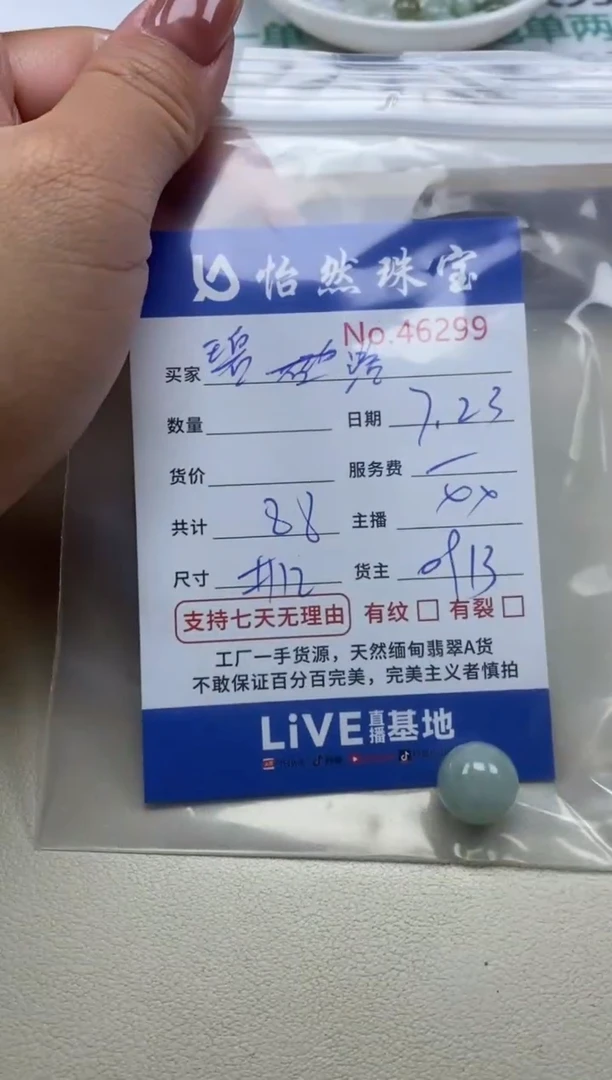 单两
怡然珠宝
No.46299
买家 碧
数量 日期 7.23
货价 服务费
共计 88 主播 XX
尺寸 #12 货主 013
支持七天无理由 有纹 有裂
工厂一手货源，天然缅甸翡翠A货
不敢保证百分百完美，完美主义者慎拍
LiVE直播基地